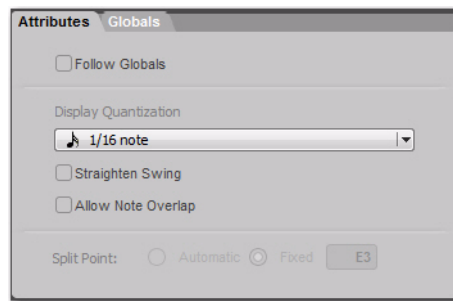 Attributes Globals
Follow Globals
Display Quantization
1/16 note
Straighten Swing
Allow Note Overlap
Split Point: Automatic Fixed E3